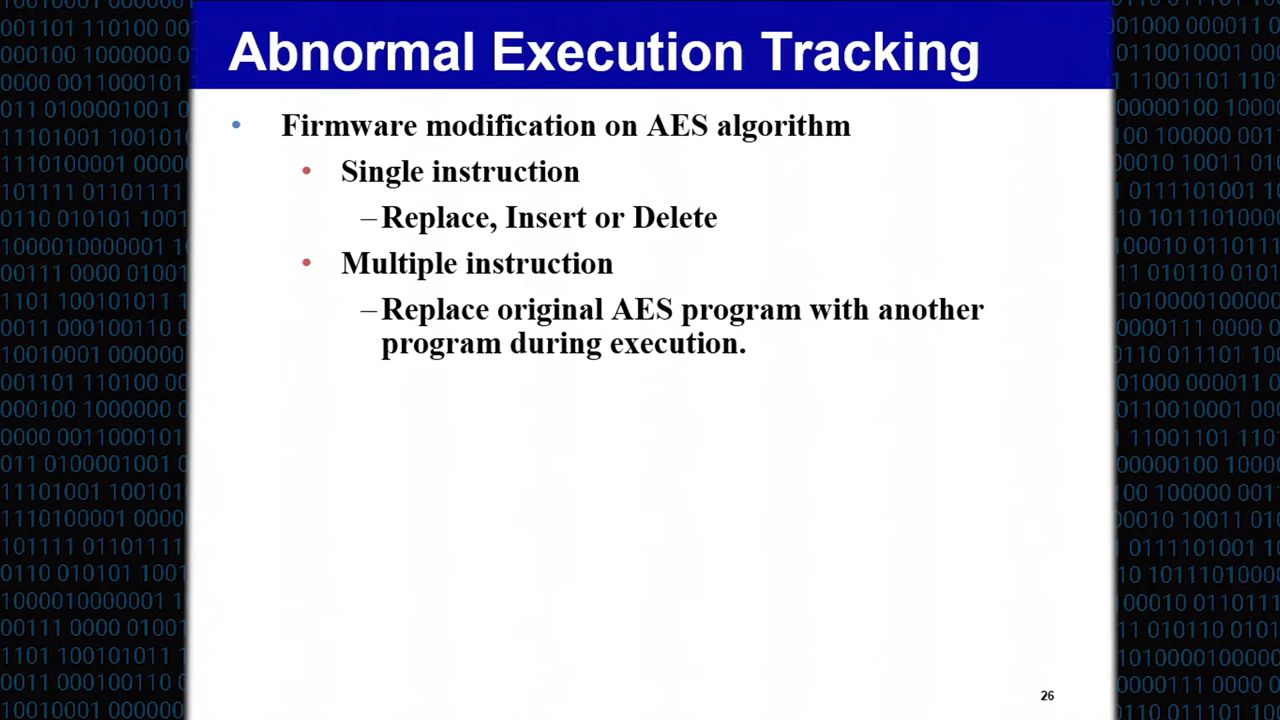 Abnormal Execution Tracking
• Firmware modification on AES algorithm
• Single instruction
–Replace, Insert or Delete
• Multiple instruction
–Replace original AES program with another
program during execution.
26